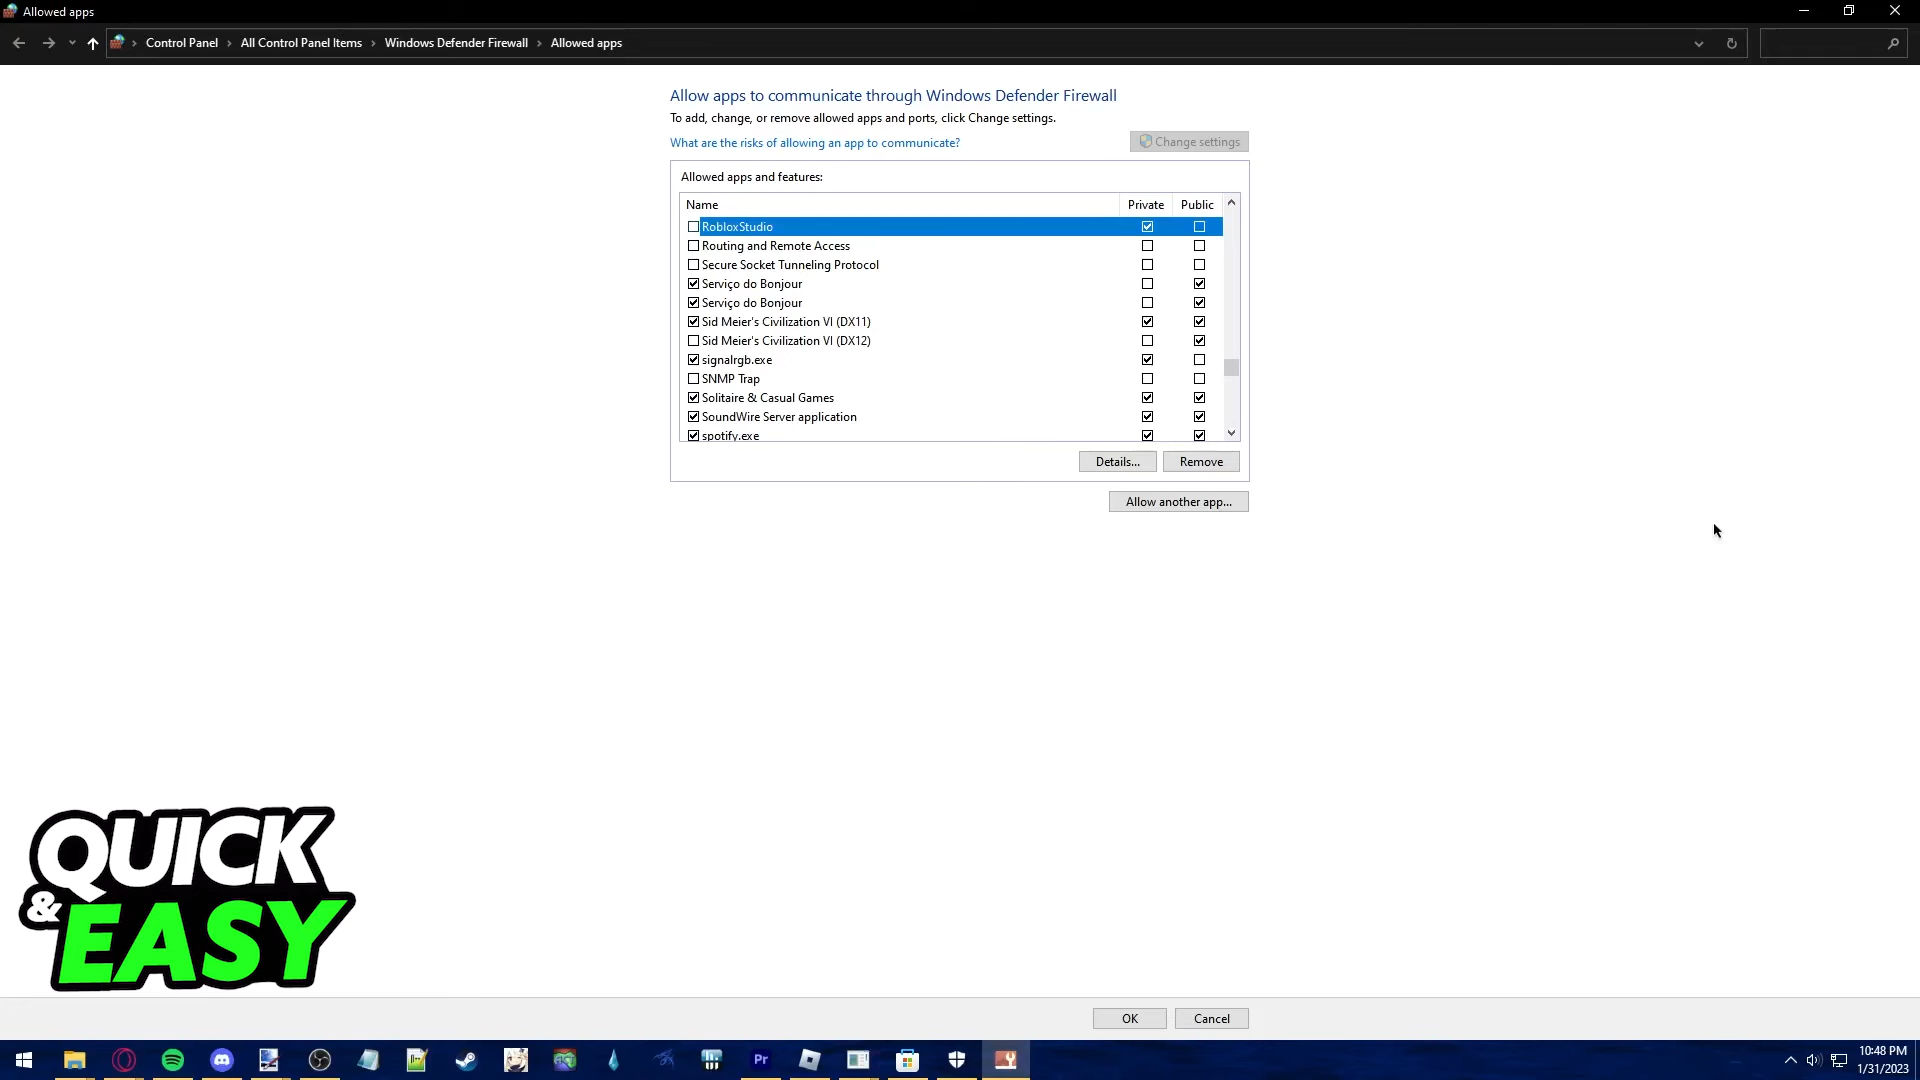 Allowed apps
Control Panel
All Control Panel Items
Windows Defender Firewall
Allowed apps
Allow apps to communicate through Windows Defender Firewall
To add, change, or remove allowed apps and ports, click Change settings.
What are the risks of allowing an app to communicate?
Change settings
Allowed apps and features:
Name Private Public
RobloxStudio
Routing and Remote Access
Secure Socket Tunneling Protocol
Serviço do Bonjour
Serviço do Bonjour
Sid Meier's Civilization VI (DX11)
Sid Meier's Civilization VI (DX12)
signalrgb.exe
SNMP Trap
Solitaire & Casual Games
SoundWire Server application
spotify.exe
Details... Remove
Allow another app...
QUICK
& EASY
OK Cancel
Pr
10:48 PM
1/31/2023